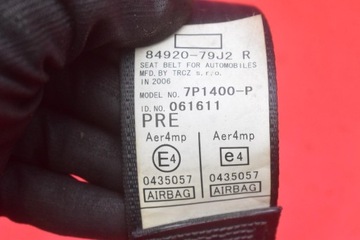 84920-79J2 R
SEAT BELT FOR AUTOMOBILES
MFD. BY TRCZ s.r.o.
IN 2006
MODEL NO. 7P1400-P
ID. NO. 061611
PRE
Aer4mp Aer4mp
E4 e4
0435057 0435057
AIRBAG AIRBAG